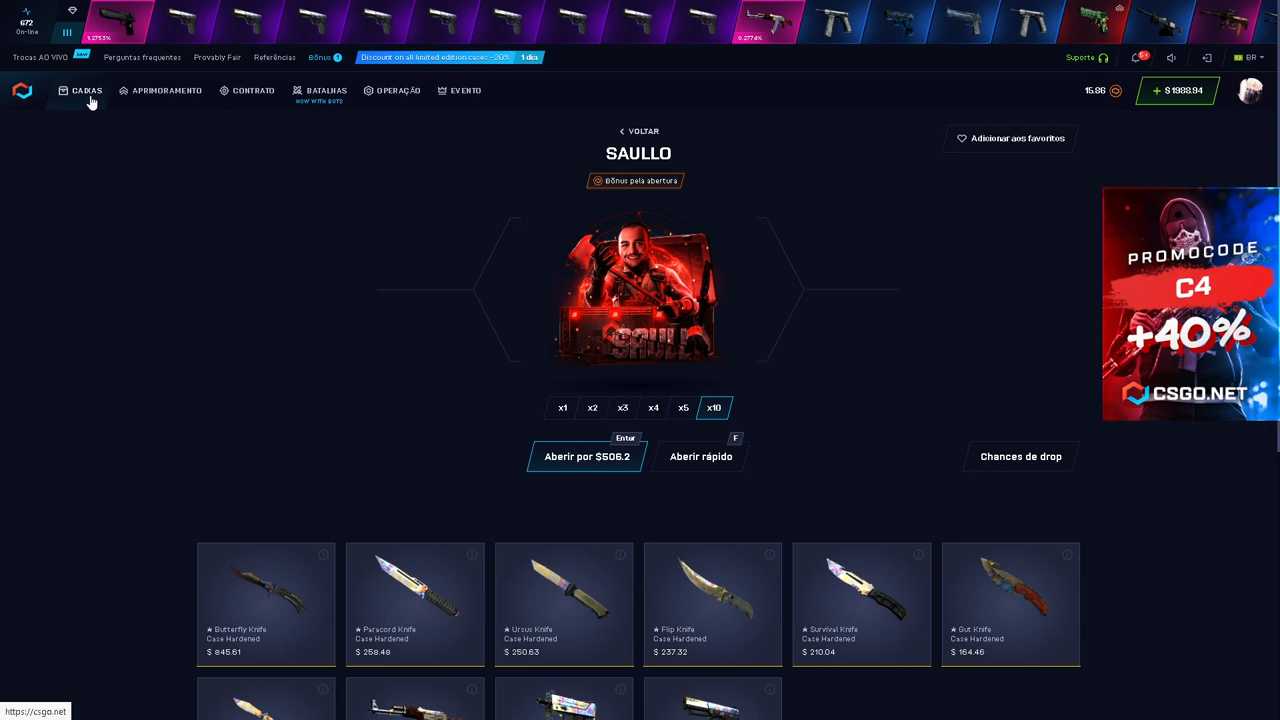 672
On-line
1.2753%
0.2774%
Trocas AO VIVO
NEW
Perguntas frequentes
Provably Fair
Referências
Bônus 1
Discount on all limited edition cases -20%
1 dia
Suporte
5+
BR
CAIXAS
APRIMORAMENTO
CONTRATO
BATALHAS
NOW WITH BOTS
OPERAÇÃO
EVENTO
15.86
+ $ 1988.94
VOLTAR
SAULLO
Adicionar aos favoritos
Bônus pela abertura
SAULLO
x1
x2
x3
x4
x5
x10
Enter
F
Aberir por $506.2
Aberir rápido
Chances de drop
PROMOCODE
C4
+40%
CSGO.NET
★ Butterfly Knife
Case Hardened
$ 845.61
★ Paracord Knife
Case Hardened
$ 258.48
★ Ursus Knife
Case Hardened
$ 250.63
★ Flip Knife
Case Hardened
$ 237.32
★ Survival Knife
Case Hardened
$ 210.04
★ Gut Knife
Case Hardened
$ 164.46
https://csgo.net